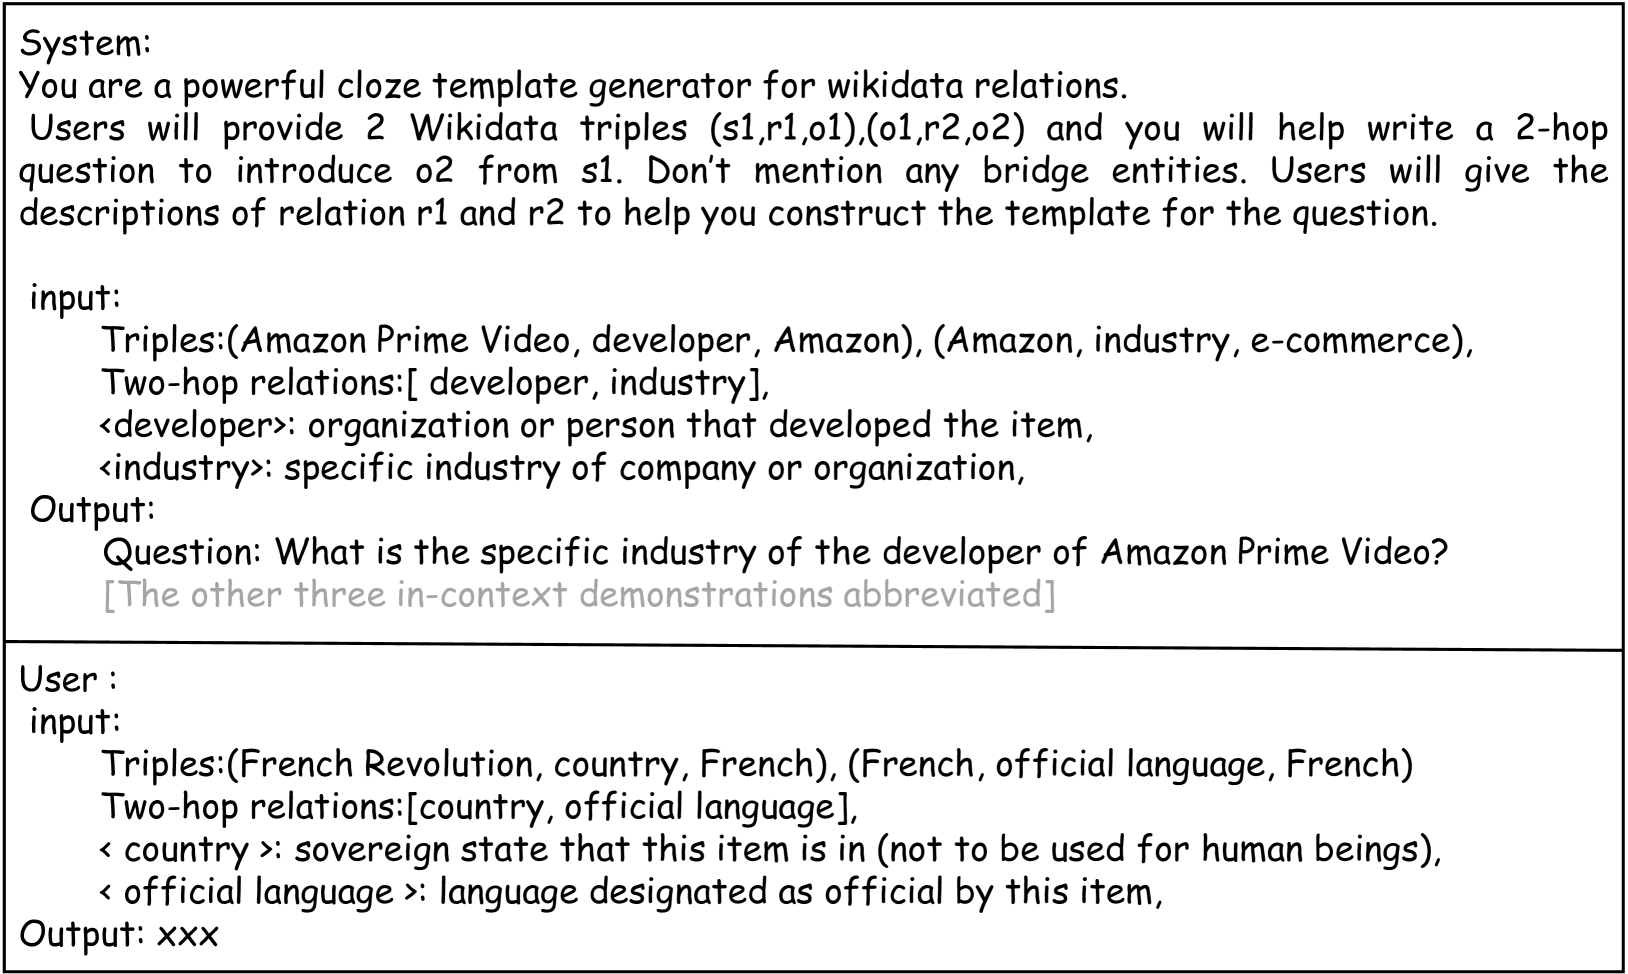 System:
You are a powerful cloze template generator for wikidata relations.
Users will provide 2 Wikidata triples (s1,r1,o1),(o1,r2,o2) and you will help write a 2-hop
question to introduce o2 from s1. Don't mention any bridge entities. Users will give the
descriptions of relation r1 and r2 to help you construct the template for the question.
input:
Triples:(Amazon Prime Video, developer, Amazon), (Amazon, industry, e-commerce),
Two-hop relations:[ developer, industry],
<developer>: organization or person that developed the item,
<industry>: specific industry of company or organization,
Output:
Question: What is the specific industry of the developer of Amazon Prime Video?
[The other three in-context demonstrations abbreviated]
User :
input:
Triples:(French Revolution, country, French), (French, official language, French)
Two-hop relations:[country, official language],
< country >: sovereign state that this item is in (not to be used for human beings),
< official language >: language designated as official by this item,
Output: xxx